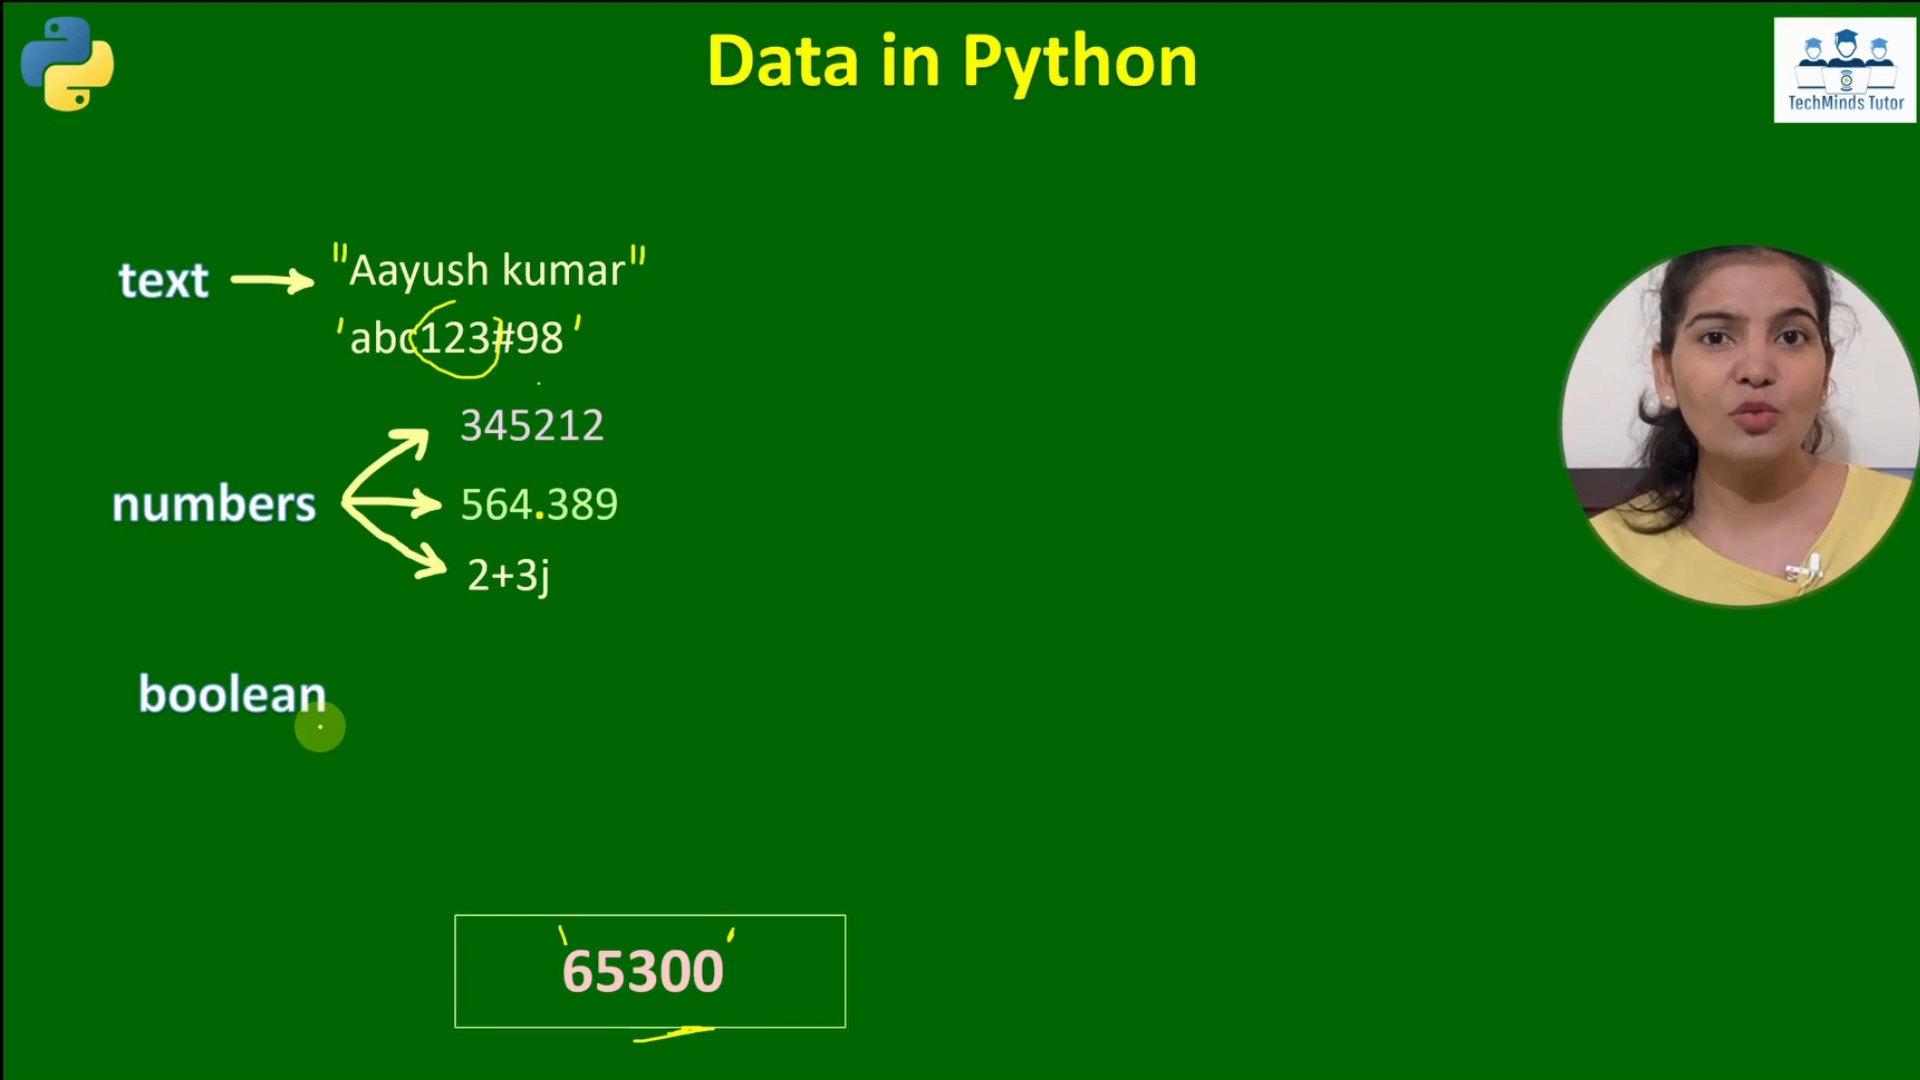 Data in Python
TechMinds Tutor
text
"Aayush kumar"
'abc123#98'
345212
numbers
564.389
2+3j
boolean
'65300'